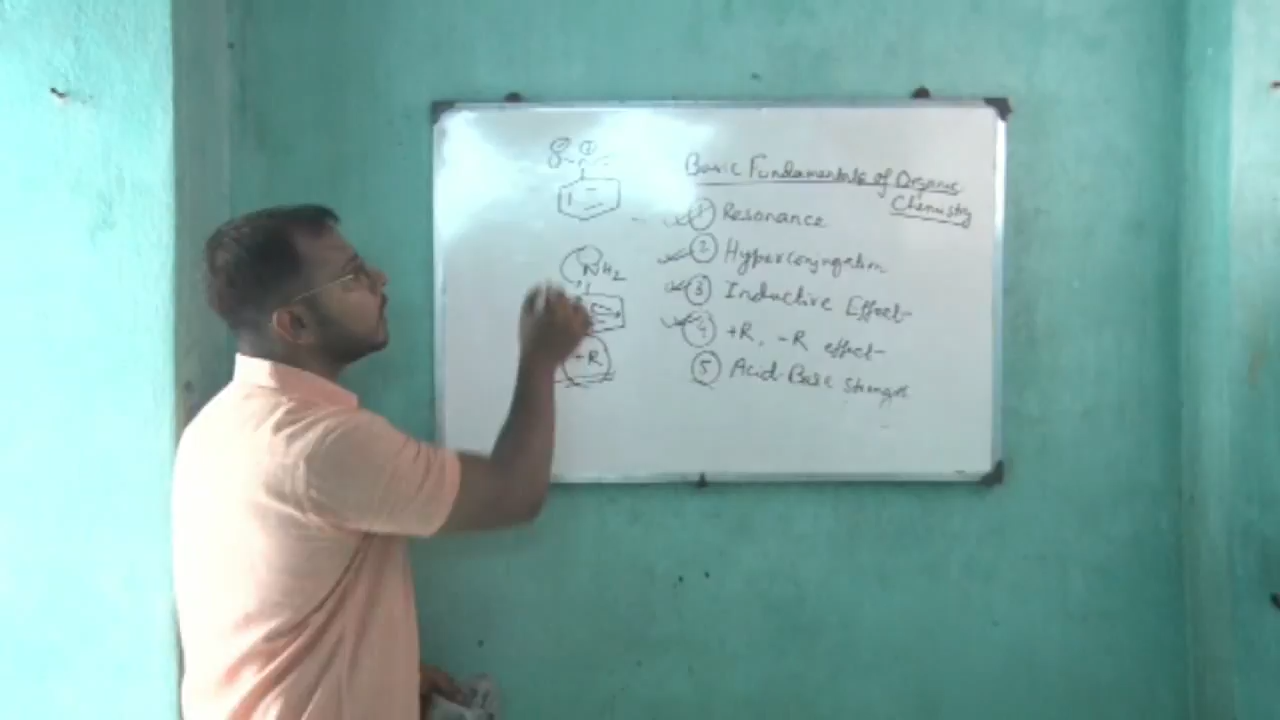 Basic Fundamentals of Organic
Chemistry
① Resonance
② Hyperconjugation
③ Inductive Effect
④ +R, -R effect
⑤ Acid-Base Strength
NH2
-R